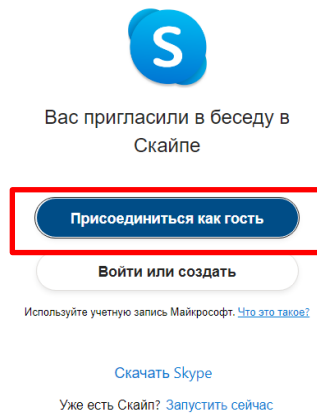 S
Вас пригласили в беседу в
Скайпе
Присоединиться как гость
Войти или создать
Используйте учетную запись Майкрософт. Что это такое?
Скачать Skype
Уже есть Скайп? Запустить сейчас